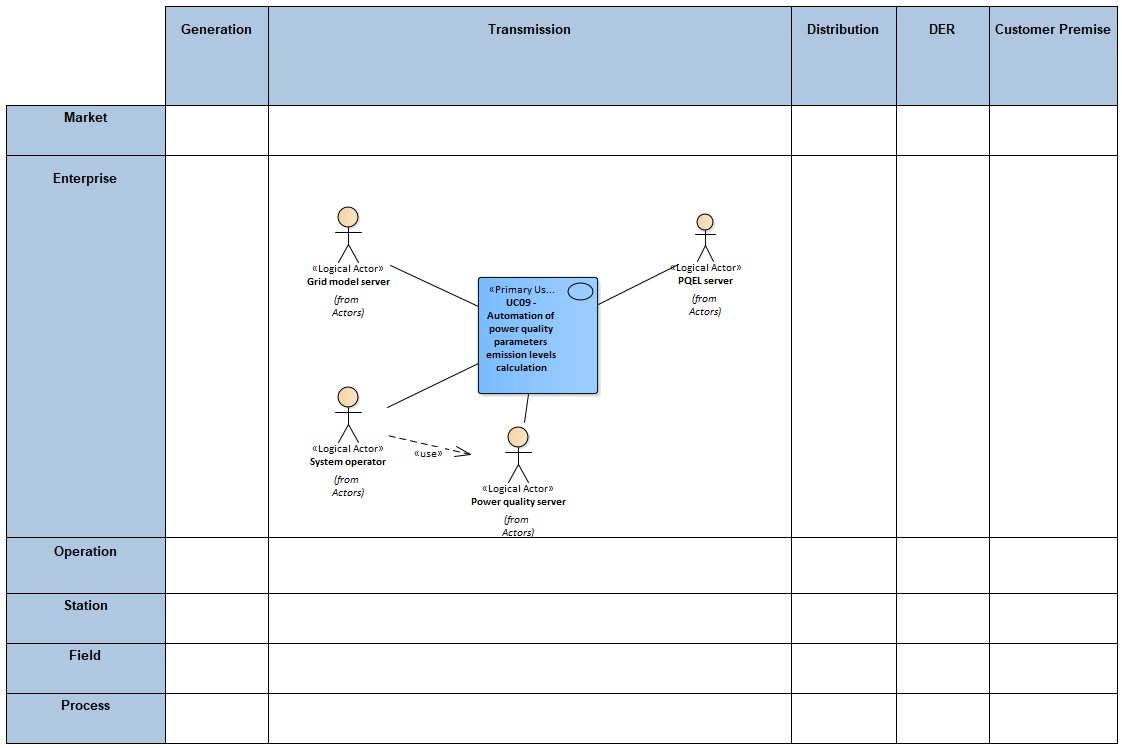 Generation
Transmission
Distribution
DER
Customer Premise
Market
Enterprise
«Logical Actor»
Grid model server
(from
Actors)
«Logical Actor»
PQEL server
(from
Actors)
«Primary Us...
UC09 -
Automation of
power quality
parameters
emission levels
calculation
«Logical Actor»
System operator
(from
Actors)
«use»
«Logical Actor»
Power quality server
(from
Actors)
Operation
Station
Field
Process